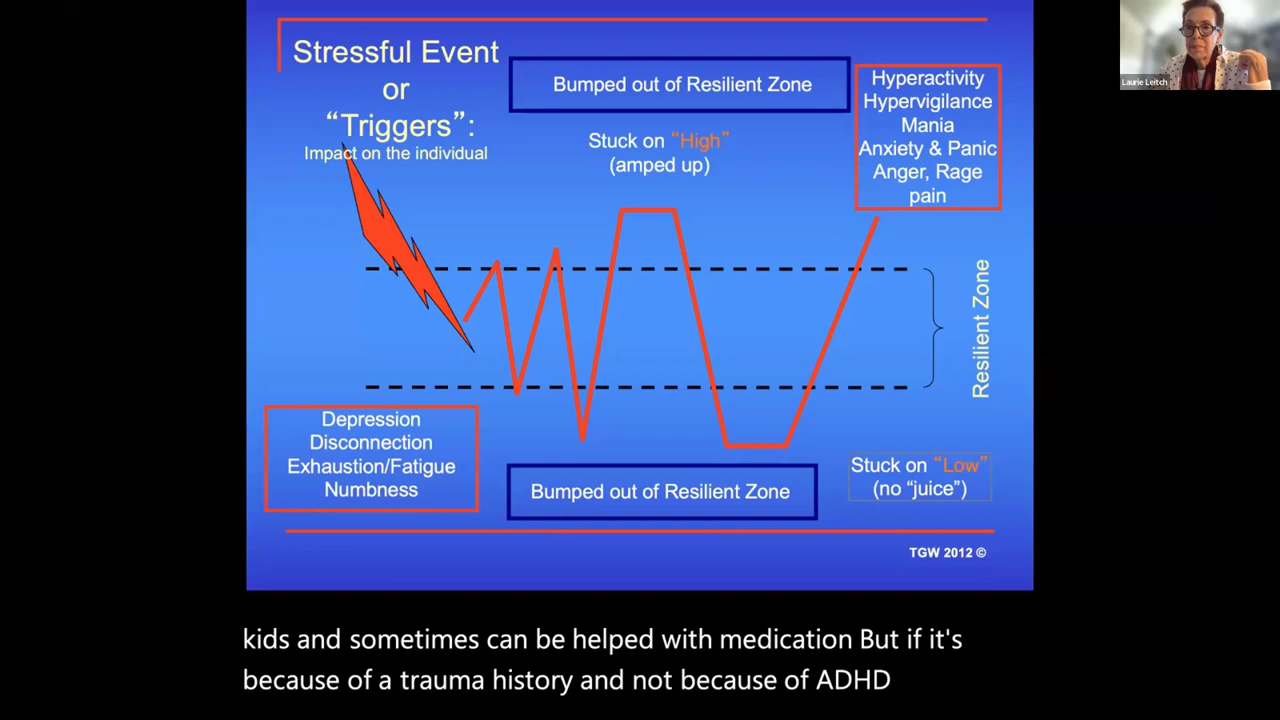 Stressful Event
or
“Triggers”:
Impact on the individual
Bumped out of Resilient Zone
Stuck on “High”
(amped up)
Hyperactivity
Hypervigilance
Mania
Anxiety & Panic
Anger, Rage
pain
Laurie Leitch
Resilient Zone
Depression
Disconnection
Exhaustion/Fatigue
Numbness
Bumped out of Resilient Zone
Stuck on “Low”
(no “juice”)
TGW 2012 ©
kids and sometimes can be helped with medication But if it's
because of a trauma history and not because of ADHD